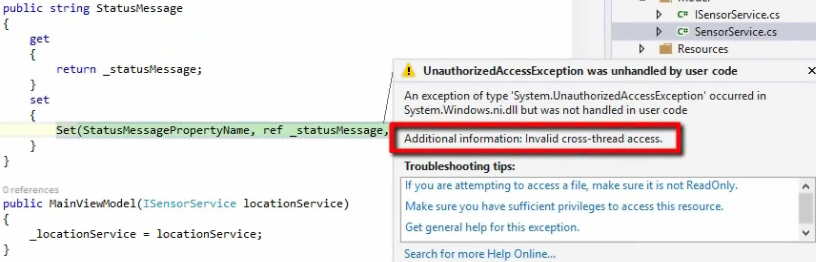 public string StatusMessage
{
get
{
return _statusMessage;
}
set
{
Set(StatusMessagePropertyName, ref _statusMessage,
}
}
0 references
public MainViewModel(ISensorService locationService)
{
_locationService = locationService;
}
Model
C# ISensorService.cs
C# SensorService.cs
Resources
UnauthorizedAccessException was unhandled by user code
An exception of type 'System.UnauthorizedAccessException' occurred in
System.Windows.ni.dll but was not handled in user code
Additional information: Invalid cross-thread access.
Troubleshooting tips:
If you are attempting to access a file, make sure it is not ReadOnly.
Make sure you have sufficient privileges to access this resource.
Get general help for this exception.
Search for more Help Online...